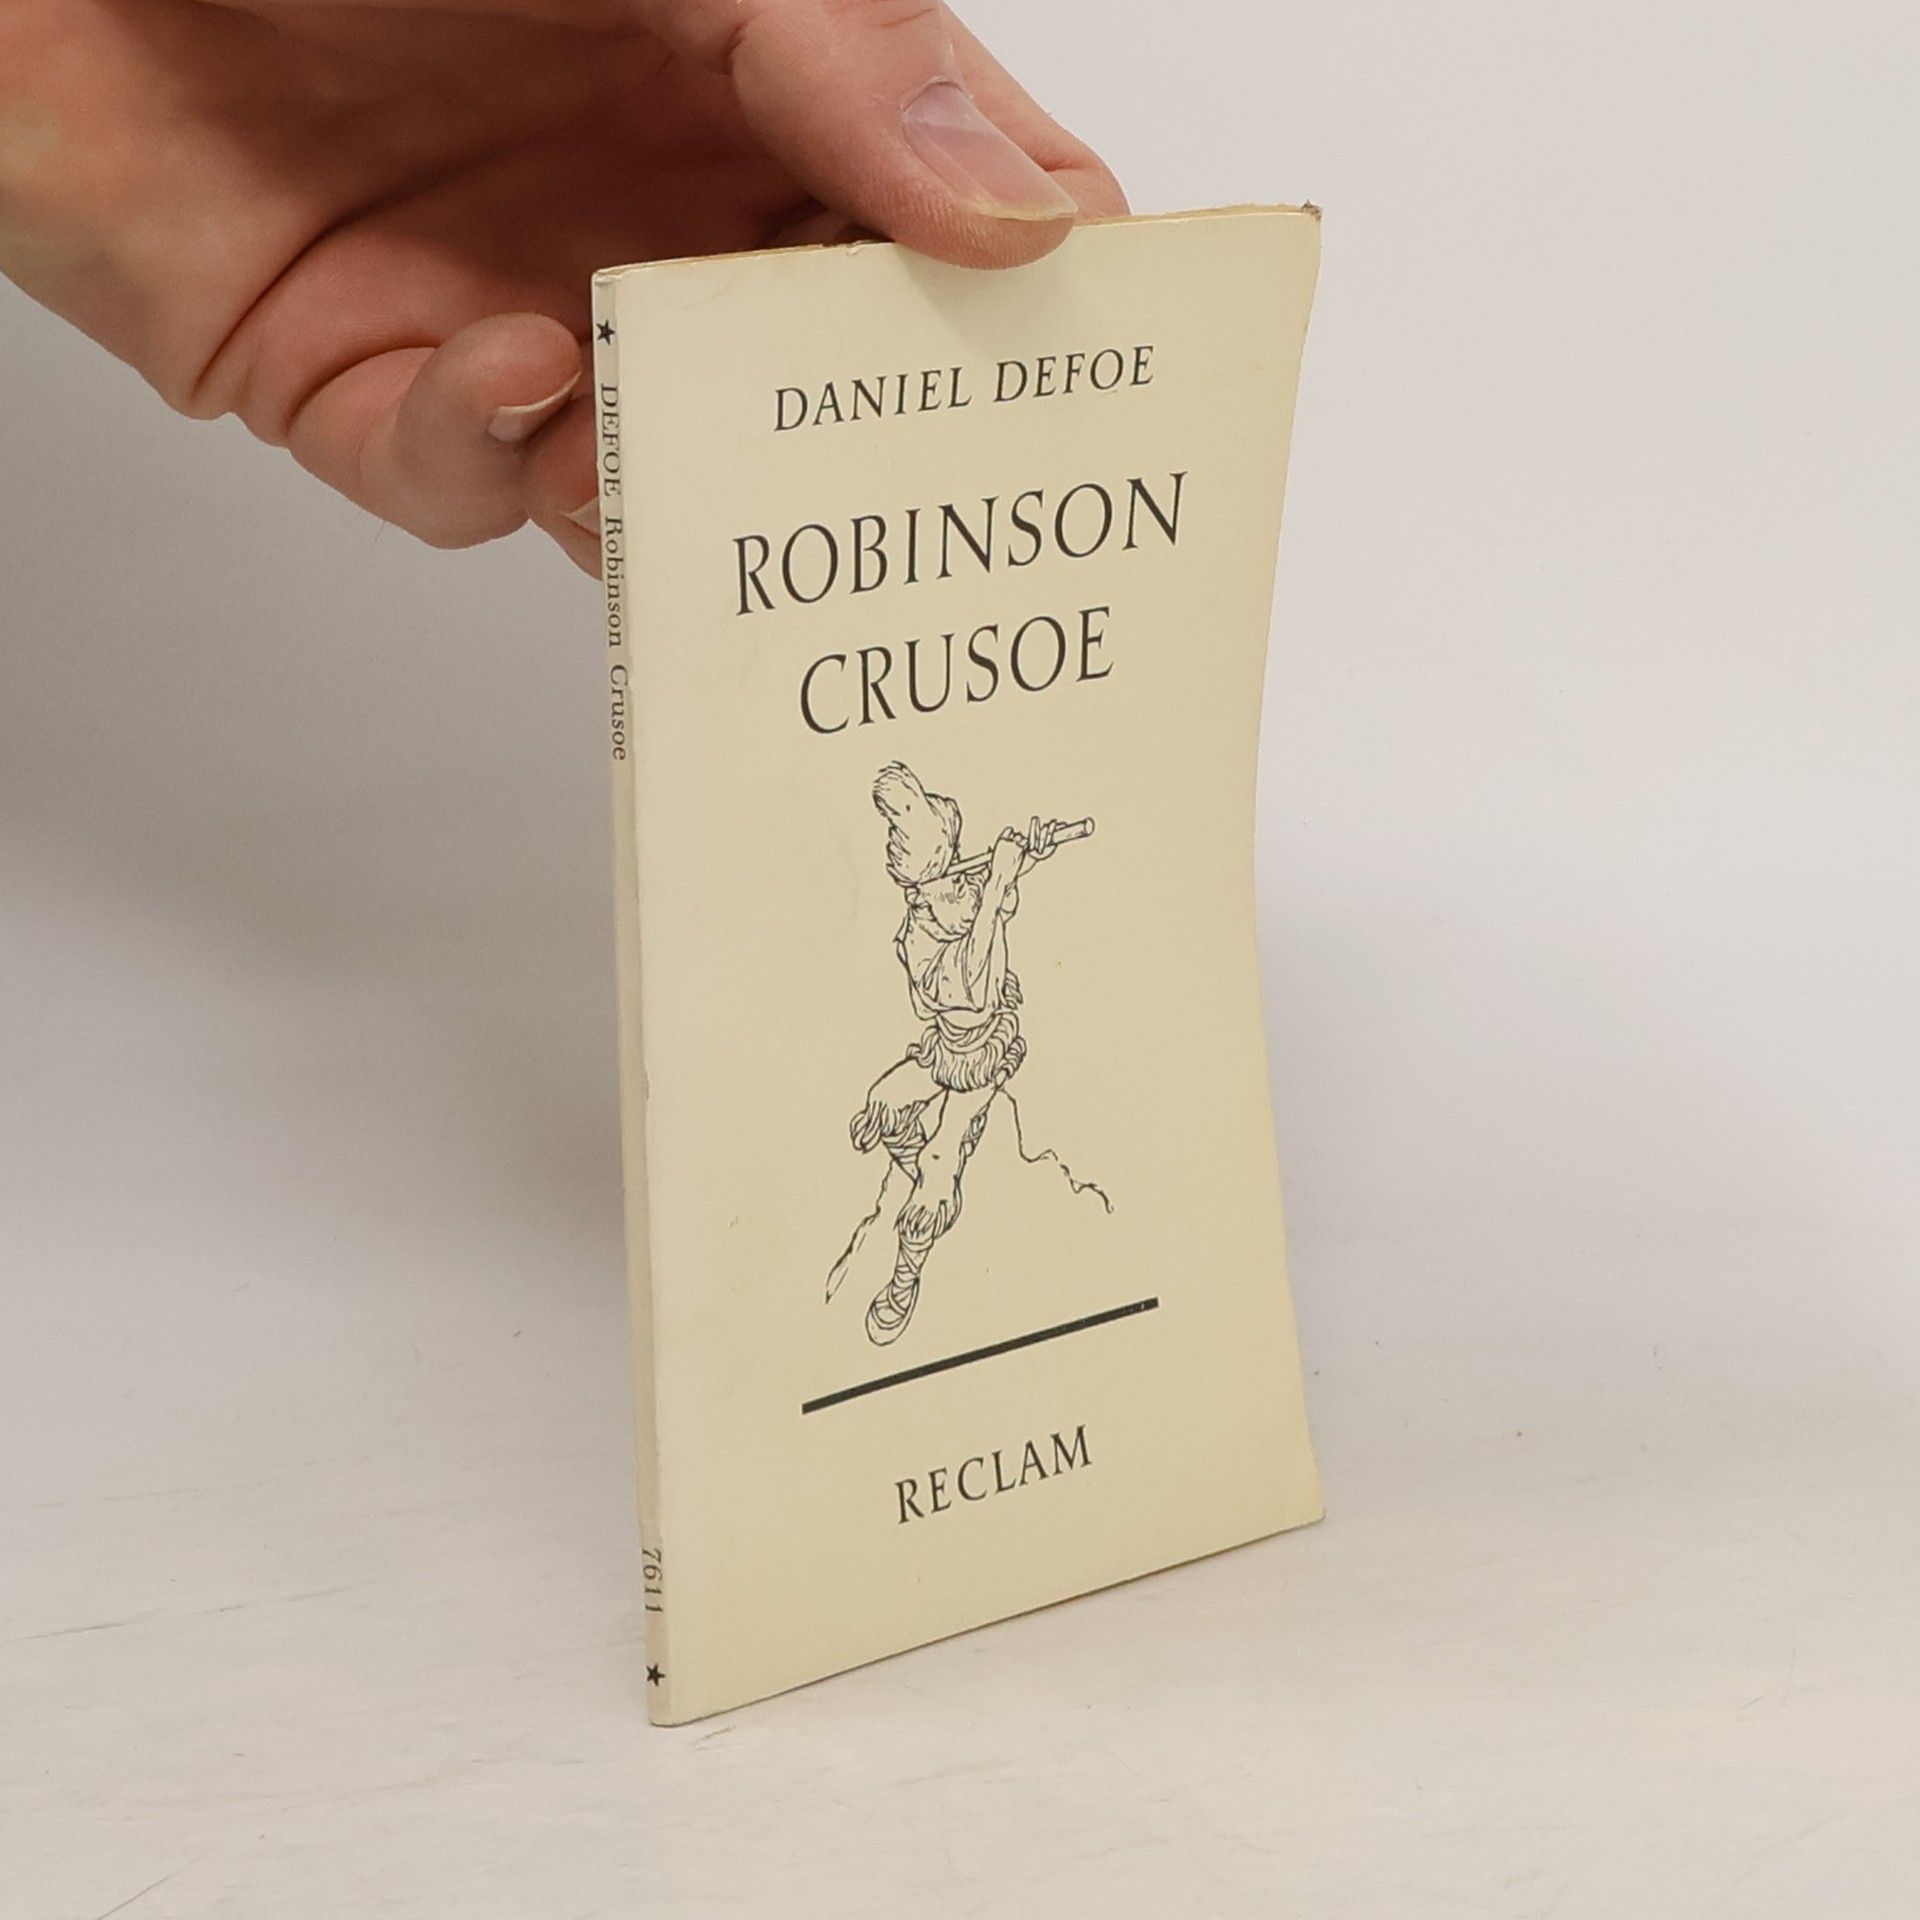 DANIEL DEFOE
ROBINSON
CRUSOE
RECLAM
DEFOE Robinson Crusoe
7611